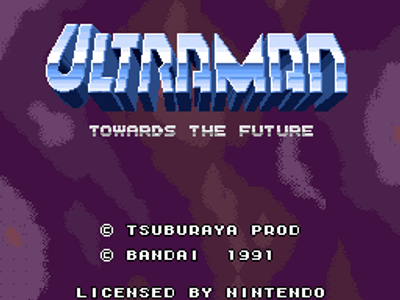 ULTRAMAN
TOWARDS THE FUTURE
© TSUBURAYA PROD
© BANDAI 1991
LICENSED BY NINTENDO